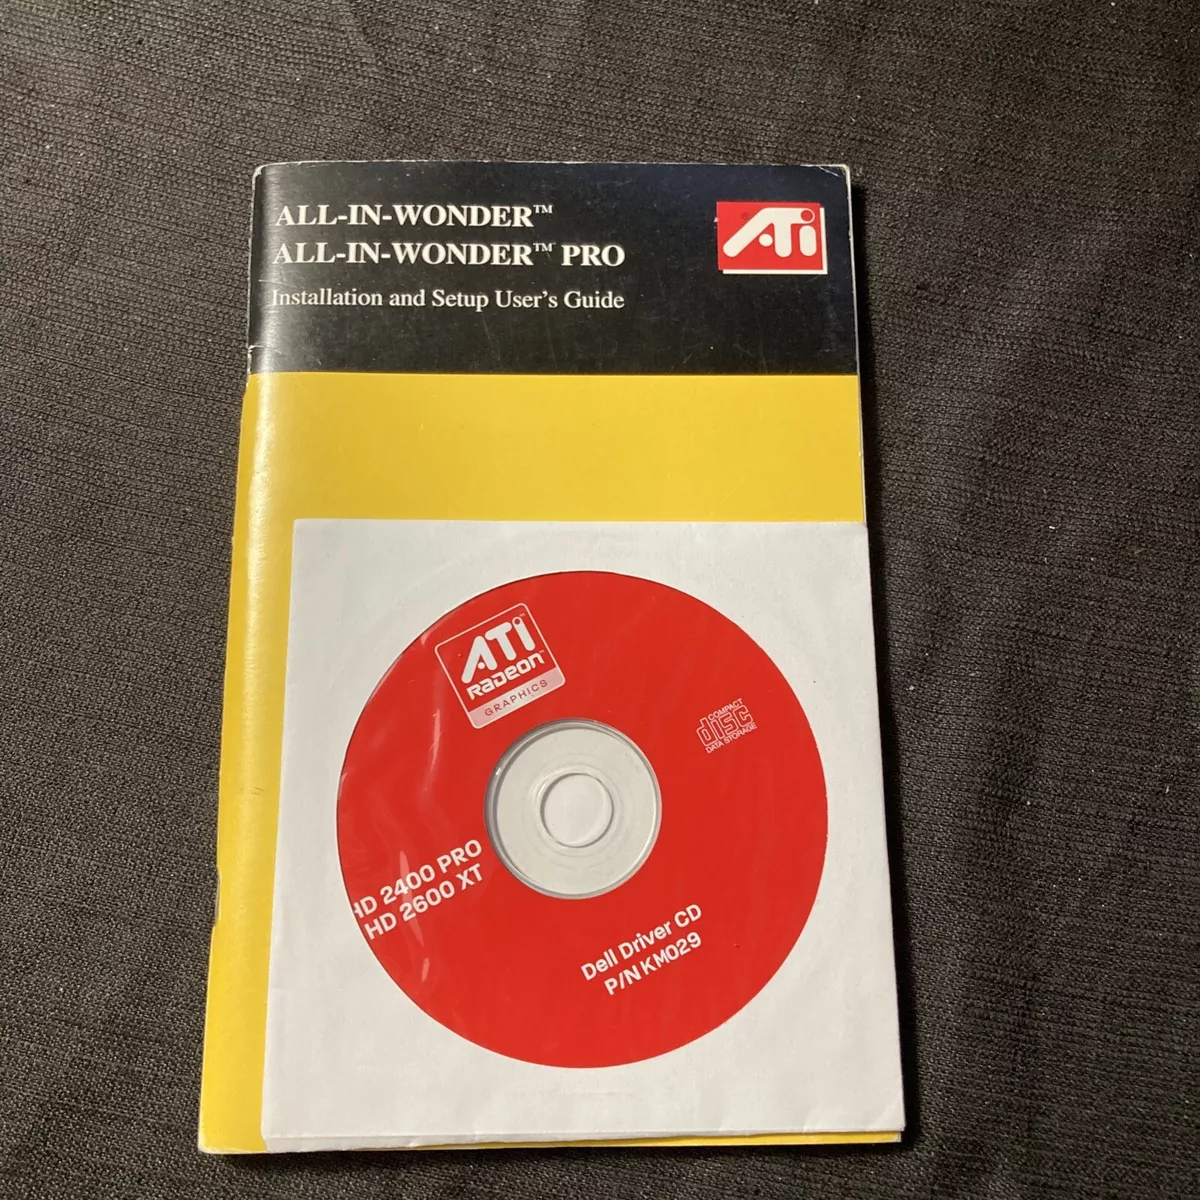 ALL-IN-WONDER™
ALL-IN-WONDER™ PRO
Installation and Setup User's Guide
ATi
ATi
RADEON™
GRAPHICS
COMPACT
disc
DATA STORAGE
HD 2400 PRO
HD 2600 XT
Dell Driver CD
P/N KM029